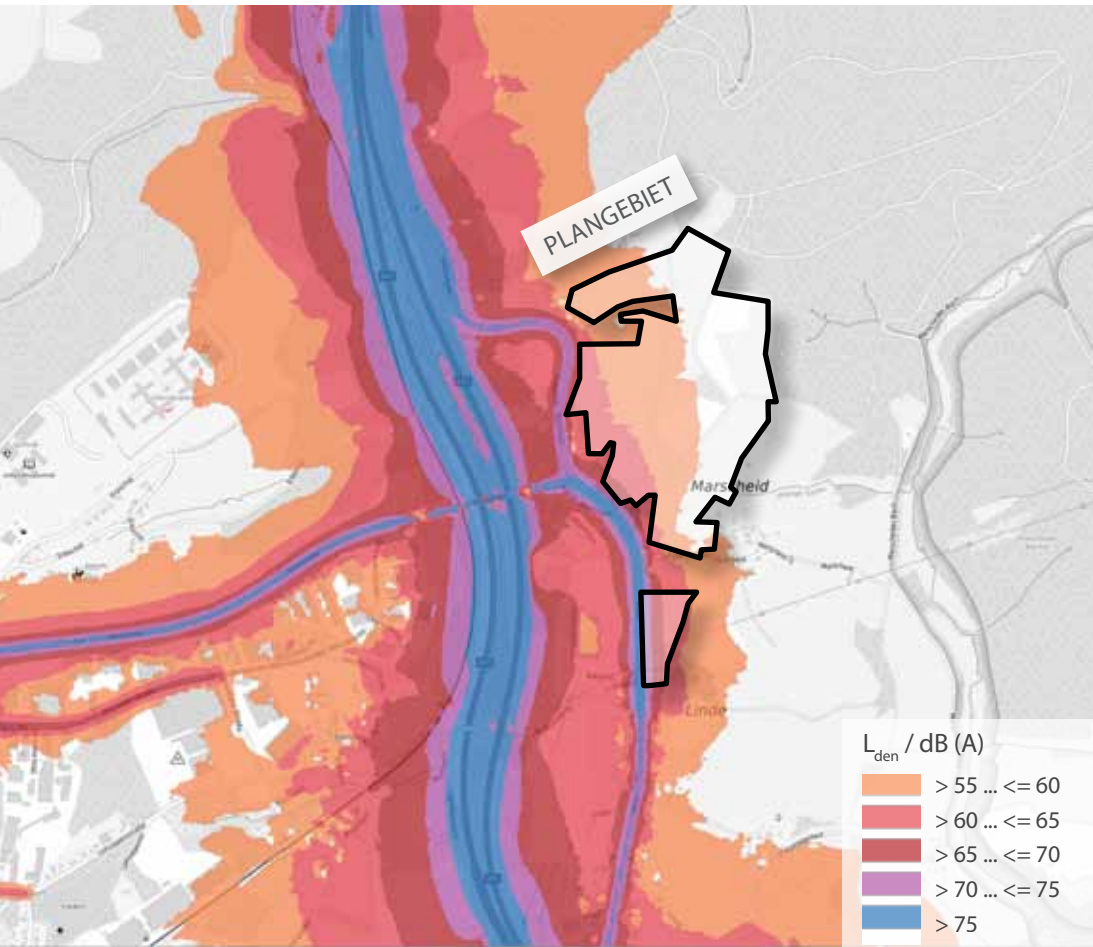 PLANGEBIET
Marscheid
Linde
L den / dB (A)
> 55 ... <= 60
> 60 ... <= 65
> 65 ... <= 70
> 70 ... <= 75
> 75